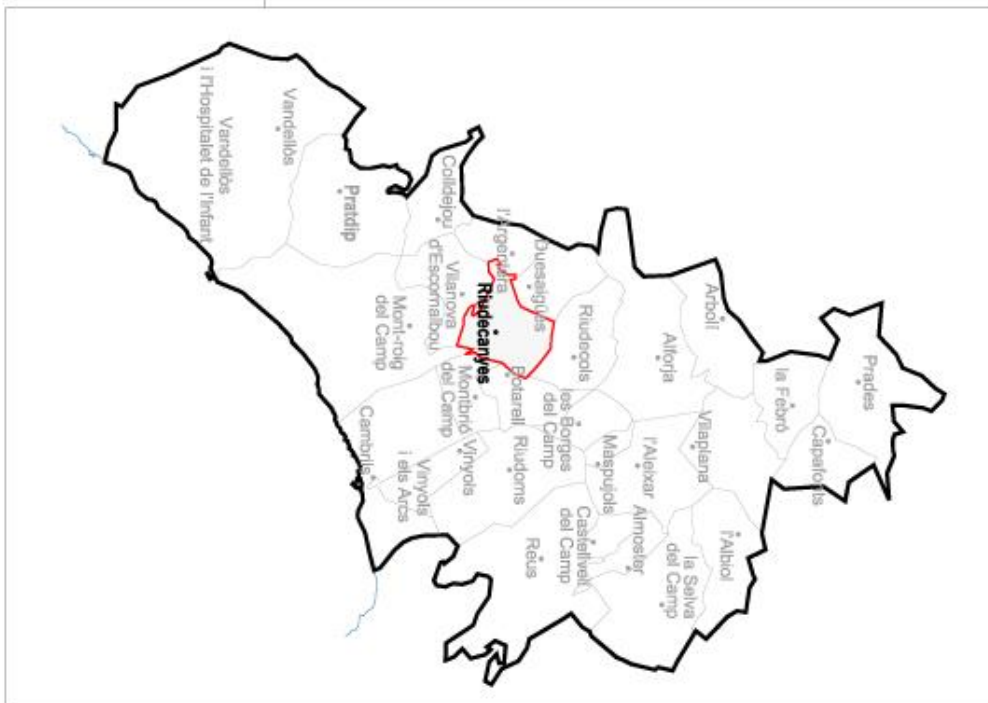 Prades
Capafonts
la Febró
Arbolí
l'Albiol
Vilaplana
la Selva
del Camp
Alforja
l'Aleixar
Almoster
Maspujols
Riudecols
les Borges
del Camp
Castellvell
del Camp
Duesaigües
l'Argentera
Botarell
Riudoms
Reus
Riudecanyes
Colldejou
Vilanova
d'Escornalbou
Montbrió
del Camp
Vinyols
Vinyols
i els Arcs
Mont-roig
del Camp
Cambrils
Pratdip
Vandellòs
Vandellòs
i l'Hospitalet de l'Infant